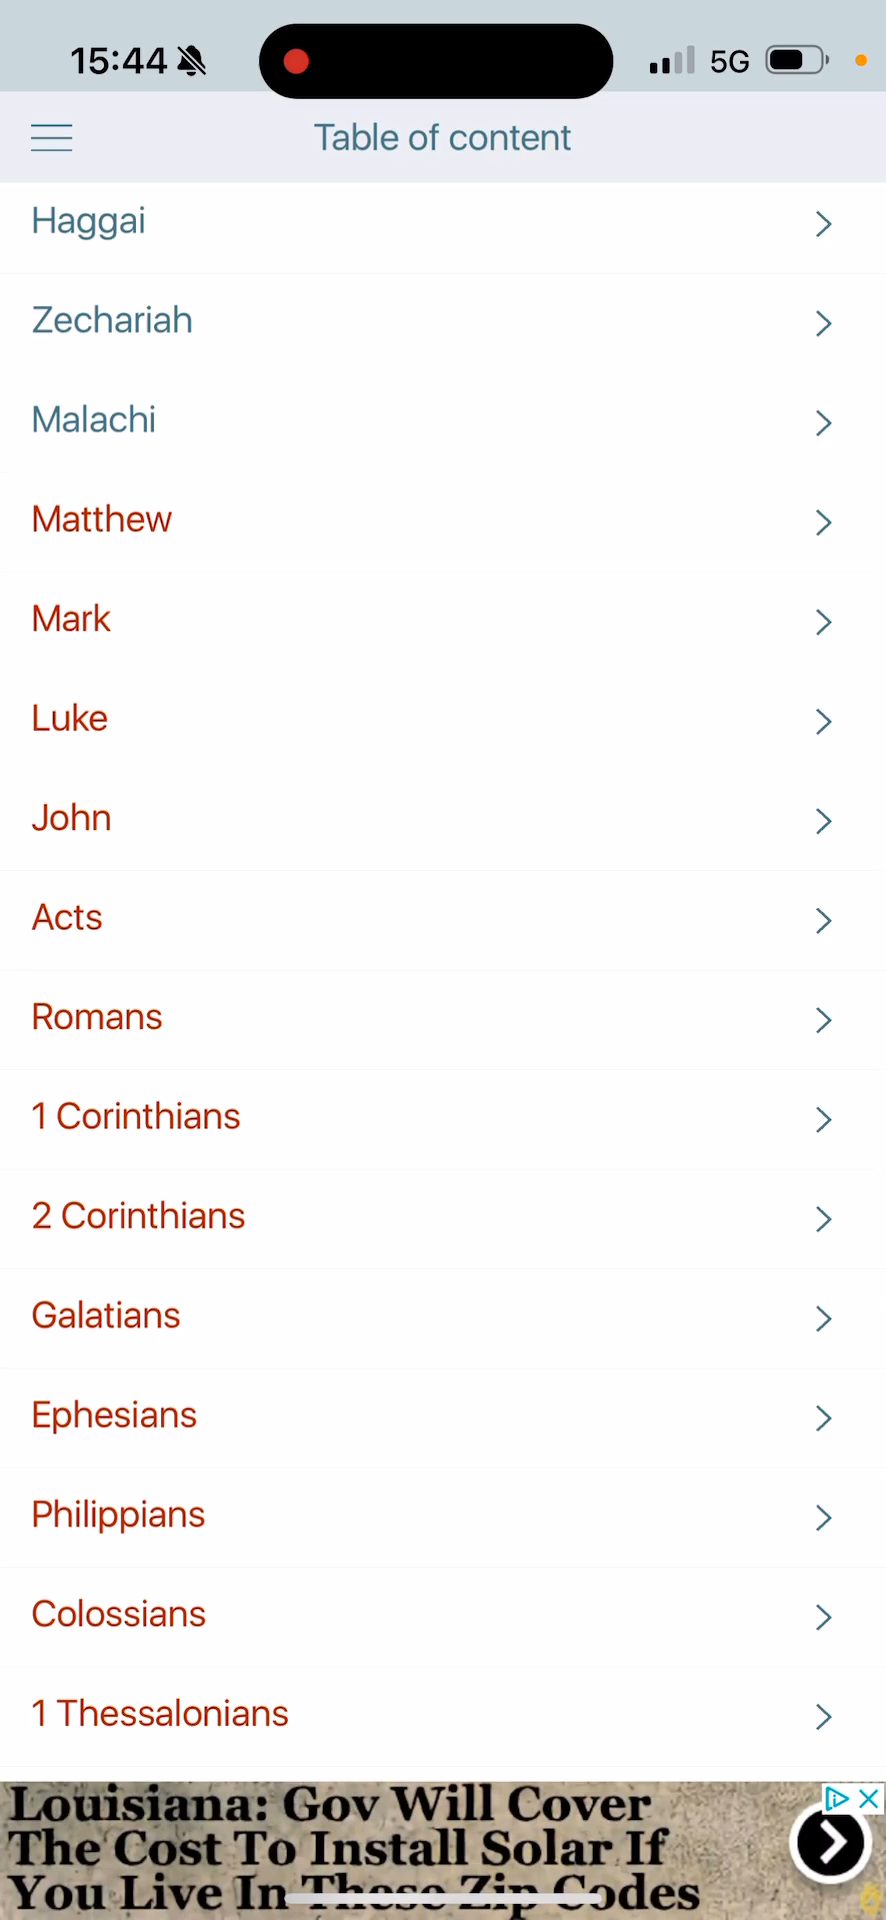 15:44
5G
Table of content
Haggai
Zechariah
Malachi
Matthew
Mark
Luke
John
Acts
Romans
1 Corinthians
2 Corinthians
Galatians
Ephesians
Philippians
Colossians
1 Thessalonians
Louisiana: Gov Will Cover
The Cost To Install Solar If
You Live In These Zip Codes